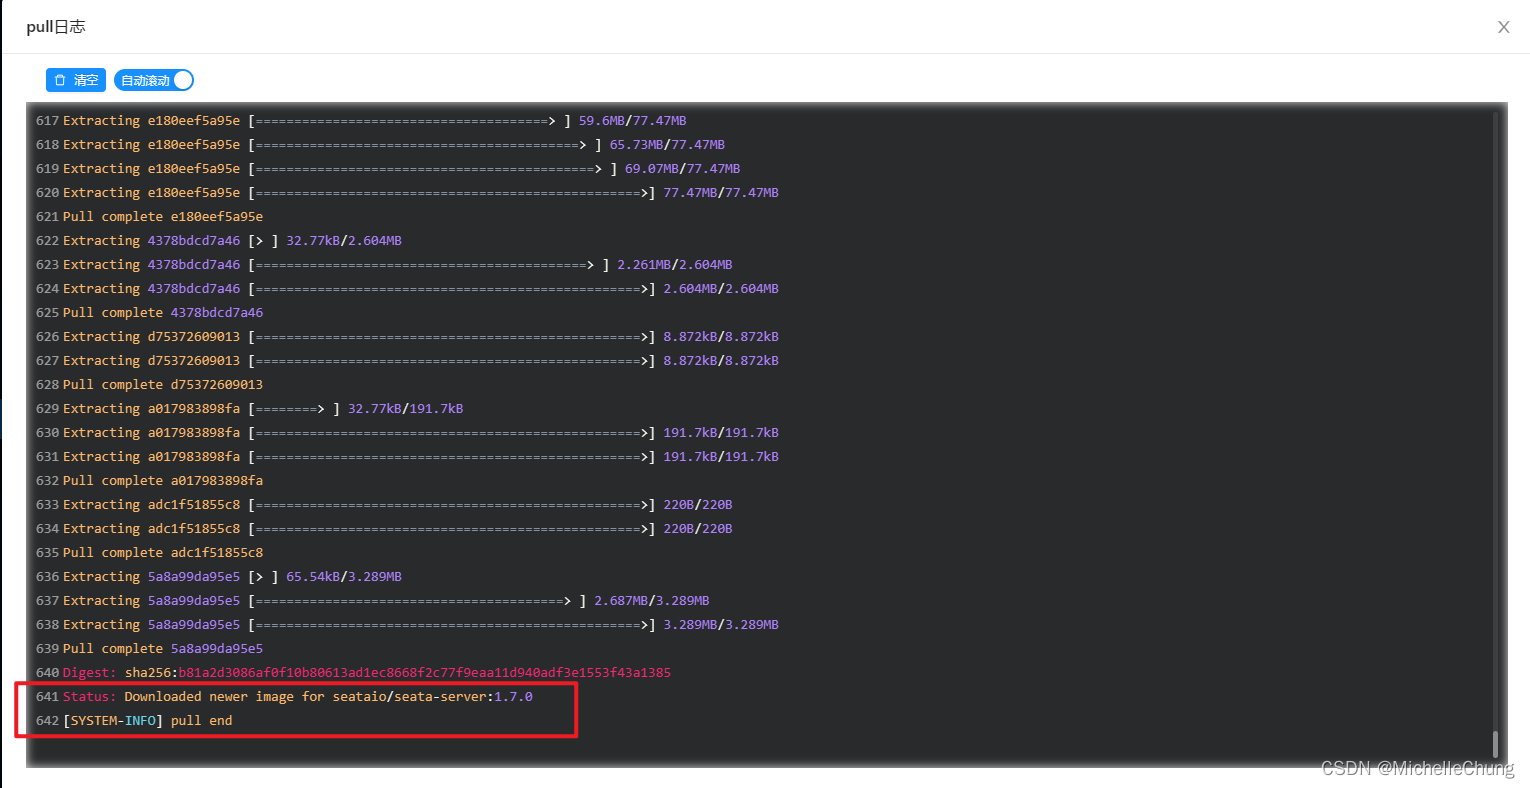 pull日志
X
清空 自动滚动
617 Extracting e180eef5a95e [======================================> ] 59.6MB/77.47MB
618 Extracting e180eef5a95e [==========================================> ] 65.73MB/77.47MB
619 Extracting e180eef5a95e [============================================> ] 69.07MB/77.47MB
620 Extracting e180eef5a95e [==================================================>] 77.47MB/77.47MB
621 Pull complete e180eef5a95e
622 Extracting 4378bdcd7a46 [> ] 32.77kB/2.604MB
623 Extracting 4378bdcd7a46 [===========================================> ] 2.261MB/2.604MB
624 Extracting 4378bdcd7a46 [==================================================>] 2.604MB/2.604MB
625 Pull complete 4378bdcd7a46
626 Extracting d75372609013 [==================================================>] 8.872kB/8.872kB
627 Extracting d75372609013 [==================================================>] 8.872kB/8.872kB
628 Pull complete d75372609013
629 Extracting a017983898fa [========> ] 32.77kB/191.7kB
630 Extracting a017983898fa [==================================================>] 191.7kB/191.7kB
631 Extracting a017983898fa [==================================================>] 191.7kB/191.7kB
632 Pull complete a017983898fa
633 Extracting adc1f51855c8 [==================================================>] 220B/220B
634 Extracting adc1f51855c8 [==================================================>] 220B/220B
635 Pull complete adc1f51855c8
636 Extracting 5a8a99da95e5 [> ] 65.54kB/3.289MB
637 Extracting 5a8a99da95e5 [========================================> ] 2.687MB/3.289MB
638 Extracting 5a8a99da95e5 [==================================================>] 3.289MB/3.289MB
639 Pull complete 5a8a99da95e5
640 Digest: sha256:b81a2d3086af0f10b80613ad1ec8668f2c77f9eaa11d940adf3e1553f43a1385
641 Status: Downloaded newer image for seataio/seata-server:1.7.0
642 [SYSTEM-INFO] pull end
CSDN @MichelleChung